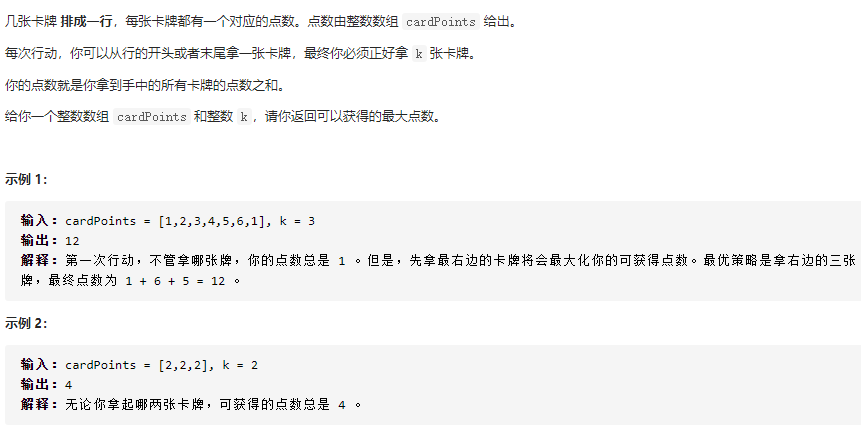 几张卡牌 排成一行，每张卡牌都有一个对应的点数。点数由整数数组 cardPoints 给出。
每次行动，你可以从行的开头或者末尾拿一张卡牌，最终你必须正好拿 k 张卡牌。
你的点数就是你拿到手中的所有卡牌的点数之和。
给你一个整数数组 cardPoints 和整数 k，请你返回可以获得的最大点数。
示例 1：
输入：cardPoints = [1,2,3,4,5,6,1], k = 3
输出：12
解释：第一次行动，不管拿哪张牌，你的点数总是 1 。但是，先拿最右边的卡牌将会最大化你的可获得点数。最优策略是拿右边的三张
牌，最终点数为 1 + 6 + 5 = 12 。
示例 2：
输入：cardPoints = [2,2,2], k = 2
输出：4
解释：无论你拿起哪两张卡牌，可获得的点数总是 4 。